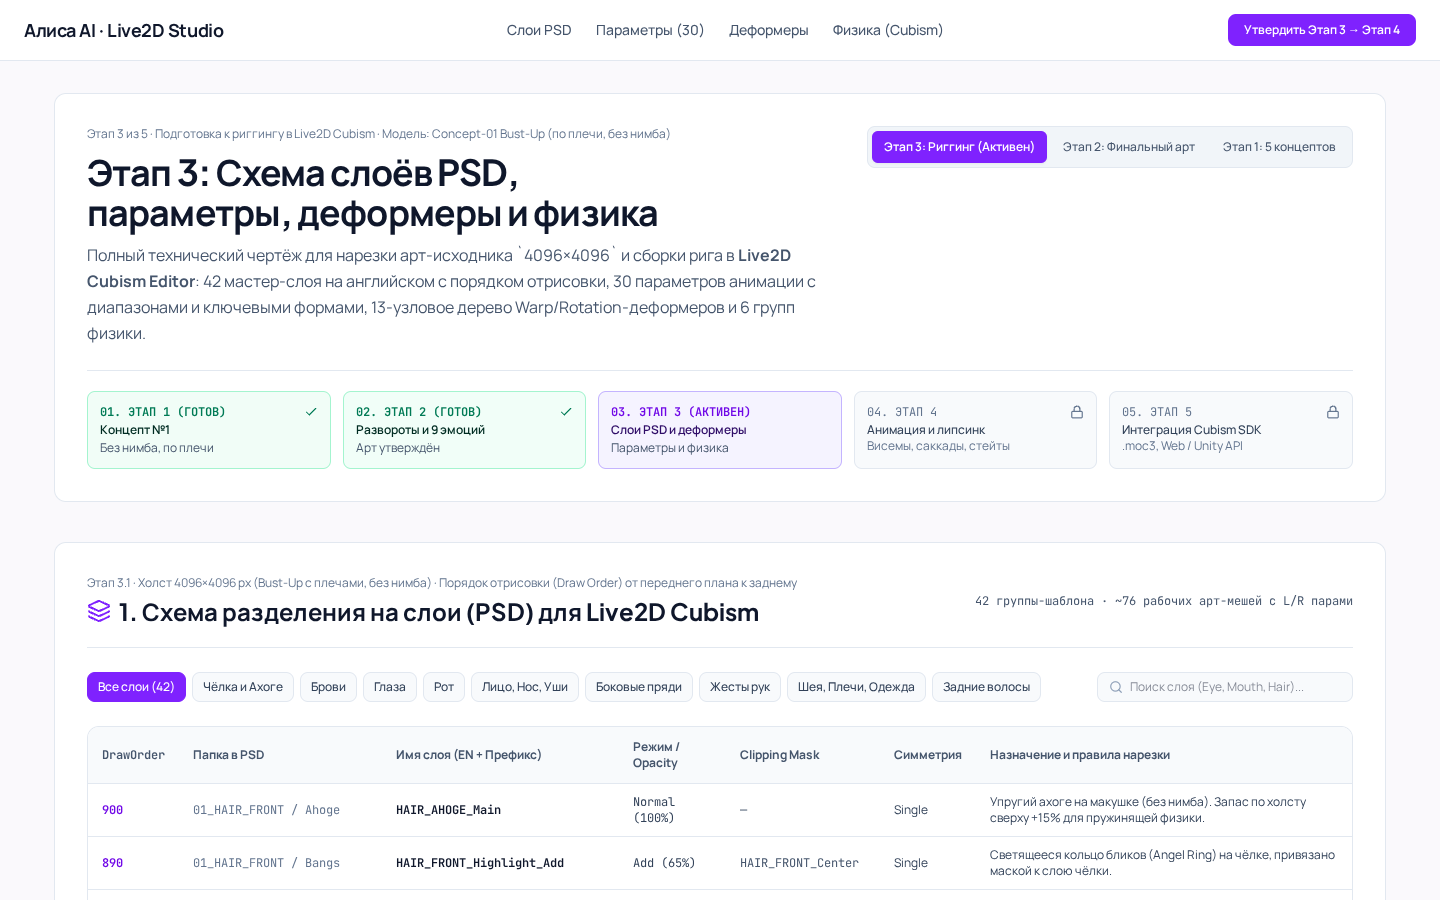 Алиса AI · Live2D Studio
Слои PSD
Параметры (30)
Деформеры
Физика (Cubism)
Утвердить Этап 3 → Этап 4
Этап 3 из 5 · Подготовка к риггингу в Live2D Cubism · Модель: Concept-01 Bust-Up (по плечи, без нимба)
Этап 3: Риггинг (Активен)
Этап 2: Финальный арт
Этап 1: 5 концептов
Этап 3: Схема слоёв PSD,
параметры, деформеры и физика
Полный технический чертёж для нарезки арт-исходника `4096×4096` и сборки рига в Live2D
Cubism Editor: 42 мастер-слоя на английском с порядком отрисовки, 30 параметров анимации с
диапазонами и ключевыми формами, 13-узловое дерево Warp/Rotation-деформеров и 6 групп
физики.
01. ЭТАП 1 (ГОТОВ)
Концепт №1
Без нимба, по плечи
02. ЭТАП 2 (ГОТОВ)
Развороты и 9 эмоций
Арт утверждён
03. ЭТАП 3 (АКТИВЕН)
Слои PSD и деформеры
Параметры и физика
04. ЭТАП 4
Анимация и липсинк
Висемы, саккады, стейты
05. ЭТАП 5
Интеграция Cubism SDK
.moc3, Web / Unity API
Этап 3.1 · Холст 4096×4096 px (Bust-Up с плечами, без нимба) · Порядок отрисовки (Draw Order) от переднего плана к заднему
1. Схема разделения на слои (PSD) для Live2D Cubism
42 группы-шаблона · ~76 рабочих арт-мешей с L/R парами
Все слои (42)
Чёлка и Ахоге
Брови
Глаза
Рот
Лицо, Нос, Уши
Боковые пряди
Жесты рук
Шея, Плечи, Одежда
Задние волосы
Поиск слоя (Eye, Mouth, Hair)...
DrawOrder
Папка в PSD
Имя слоя (EN + Префикс)
Режим /
Opacity
Clipping Mask
Симметрия
Назначение и правила нарезки
900
01_HAIR_FRONT / Ahoge
HAIR_AHOGE_Main
Normal
(100%)
—
Single
Упругий ахоге на макушке (без нимба). Запас по холсту
сверху +15% для пружинящей физики.
890
01_HAIR_FRONT / Bangs
HAIR_FRONT_Highlight_Add
Add (65%)
HAIR_FRONT_Center
Single
Светящееся кольцо бликов (Angel Ring) на чёлке, привязано
маской к слою чёлки.